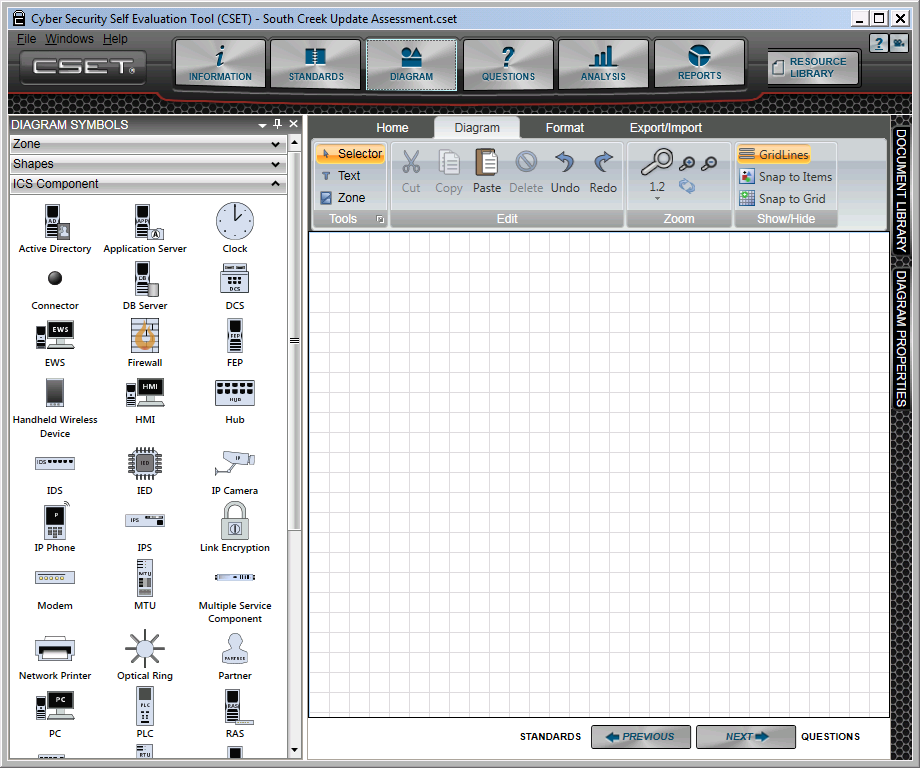 Cyber Security Self Evaluation Tool (CSET) - South Creek Update Assessment.cset
File Windows Help
CSET
INFORMATION
STANDARDS
DIAGRAM
QUESTIONS
ANALYSIS
REPORTS
RESOURCE
LIBRARY
DIAGRAM SYMBOLS
Zone
Shapes
ICS Component
Active Directory
Application Server
Clock
Connector
DB Server
DCS
EWS
Firewall
FEP
Handheld Wireless
Device
HMI
Hub
IDS
IED
IP Camera
IP Phone
IPS
Link Encryption
Modem
MTU
Multiple Service
Component
Network Printer
Optical Ring
Partner
PC
PLC
RAS
Home
Diagram
Format
Export/Import
Selector
Text
Zone
Tools
Cut
Copy
Paste
Delete
Undo
Redo
Edit
1.2
Zoom
GridLines
Snap to Items
Snap to Grid
Show/Hide
DOCUMENT LIBRARY
DIAGRAM PROPERTIES
STANDARDS
PREVIOUS
NEXT
QUESTIONS